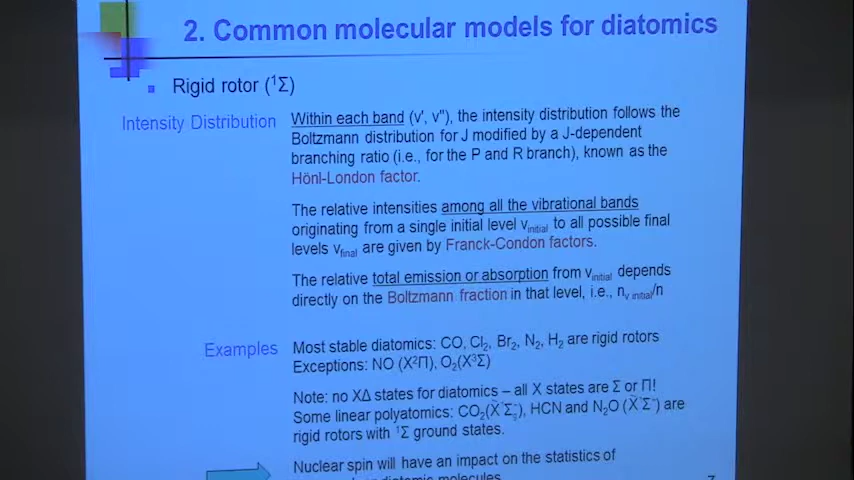 2. Common molecular models for diatomics
Rigid rotor (¹Σ)
Intensity Distribution
Within each band (v', v"), the intensity distribution follows the
Boltzmann distribution for J modified by a J-dependent
branching ratio (i.e., for the P and R branch), known as the
Hönl-London factor.
The relative intensities among all the vibrational bands
originating from a single initial level v_initial to all possible final
levels v_final are given by Franck-Condon factors.
The relative total emission or absorption from v_initial depends
directly on the Boltzmann fraction in that level, i.e., n_v initial/n
Examples
Most stable diatomics: CO, Cl₂, Br₂, N₂, H₂ are rigid rotors
Exceptions: NO (X²Π), O₂(X³Σ)
Note: no XΔ states for diatomics – all X states are Σ or Π!
Some linear polyatomics: CO₂ HCN and N₂O are
rigid rotors with ¹Σ ground states.
Nuclear spin will have an impact on the statistics of
molecules